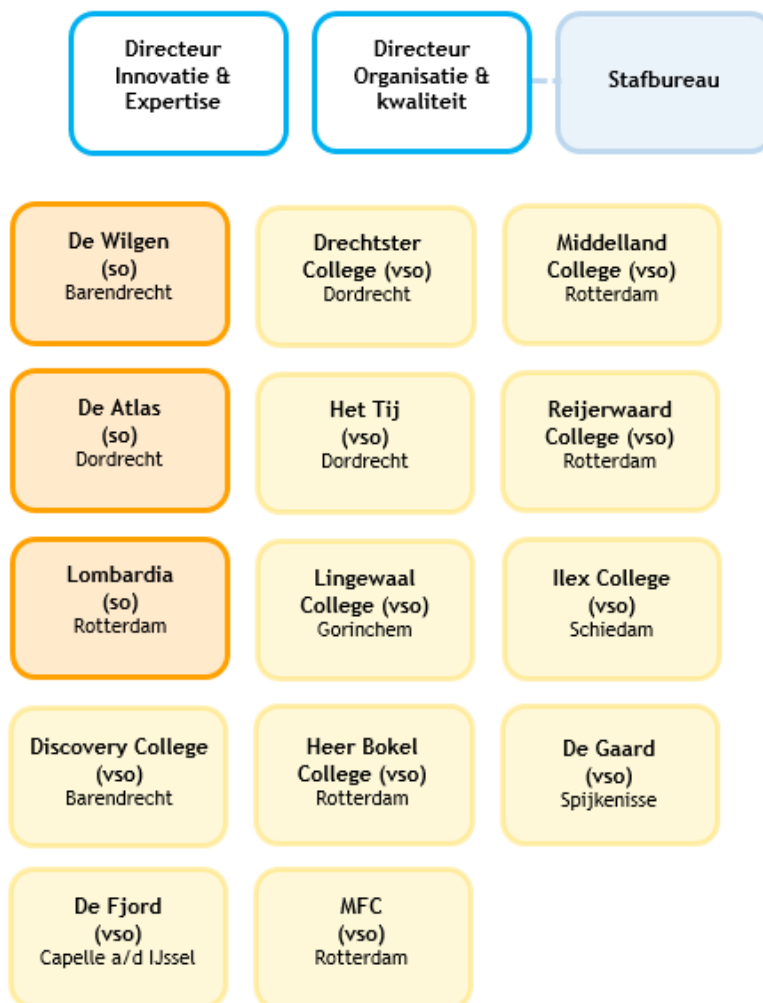 Directeur
Innovatie &
Expertise
Directeur
Organisatie &
kwaliteit
Stafbureau
De Wilgen
(so)
Barendrecht
Drechtster
College (vso)
Dordrecht
Middelland
College (vso)
Rotterdam
De Atlas
(so)
Dordrecht
Het Tij
(vso)
Dordrecht
Reijerwaard
College (vso)
Rotterdam
Lombardia
(so)
Rotterdam
Lingewaal
College (vso)
Gorinchem
Ilex College
(vso)
Schiedam
Discovery College
(vso)
Barendrecht
Heer Bokel
College (vso)
Rotterdam
De Gaard
(vso)
Spijkenisse
De Fjord
(vso)
Capelle a/d IJssel
MFC
(vso)
Rotterdam